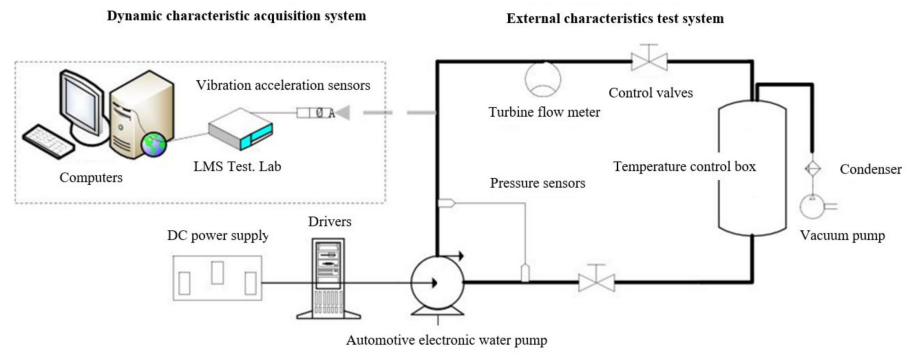 Dynamic characteristic acquisition system
External characteristics test system
Vibration acceleration sensors
Ø A
Turbine flow meter
Control valves
LMS Test. Lab
Computers
Pressure sensors
Temperature control box
Condenser
Vacuum pump
Drivers
DC power supply
Automotive electronic water pump